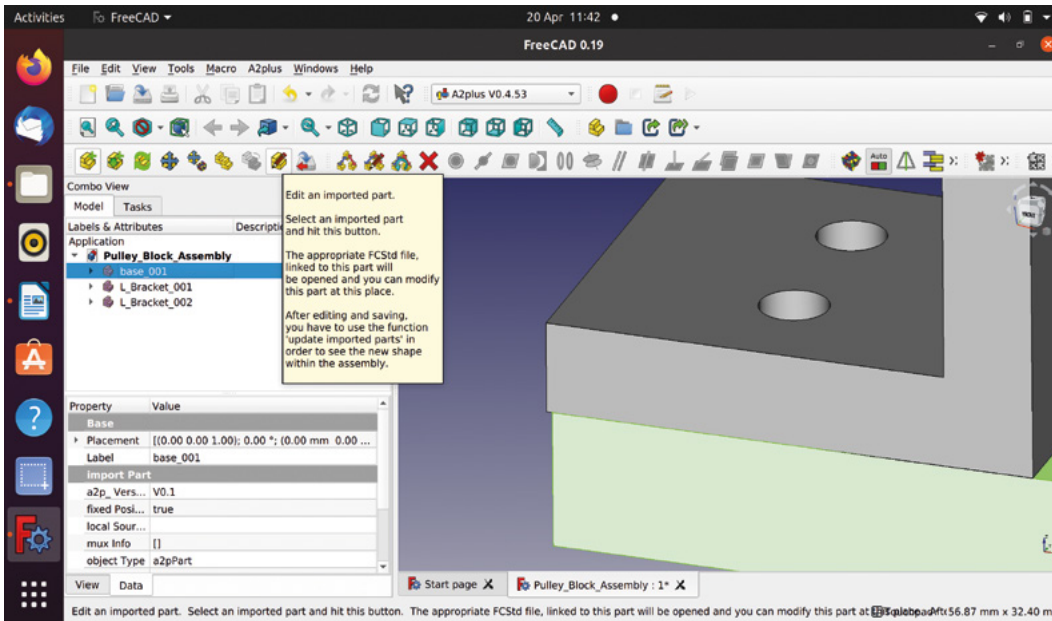 Activities
FreeCAD
20 Apr 11:42
FreeCAD 0.19
File Edit View Tools Macro A2plus Windows Help
A2plus V0.4.53
Auto
Combo View
Model Tasks
Labels & Attributes
Application
Pulley_Block_Assembly
base_001
L_Bracket_001
L_Bracket_002
Edit an imported part.
Select an imported part
and hit this button.
The appropriate FCStd file,
linked to this part will
be opened and you can modify
this part at this place.
After editing and saving,
you have to use the function
'update imported parts' in
order to see the new shape
within the assembly.
Property Value
Base
Placement [(0.00 0.00 1.00); 0.00 °; (0.00 mm 0.00 ...
Label base_001
import Part
a2p_ Vers... V0.1
fixed Posi... true
local Sour...
mux Info []
object Type a2pPart
View Data
Start page
Pulley_Block_Assembly : 1*
Edit an imported part. Select an imported part and hit this button. The appropriate FCStd file, linked to this part will be opened and you can modify this part at 56.87 mm x 32.40 m